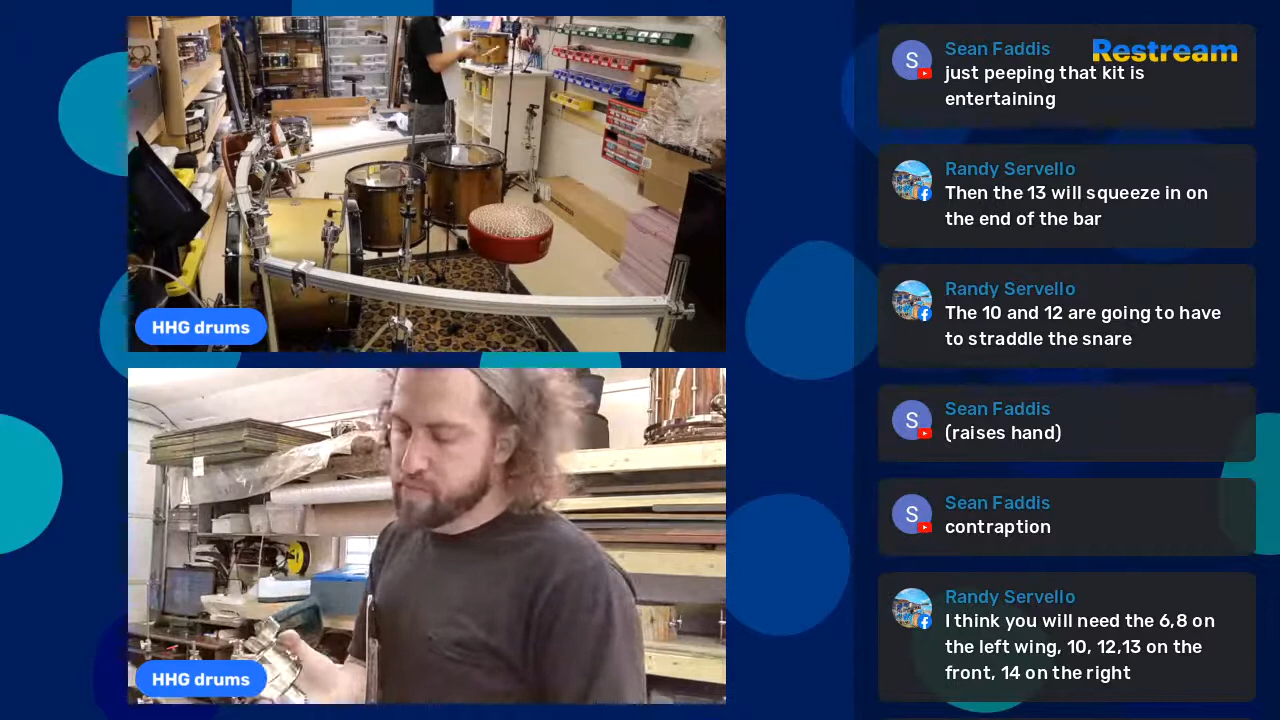 HHG drums
HHG drums
Restream
Sean Faddis
just peeping that kit is
entertaining
Randy Servello
Then the 13 will squeeze in on
the end of the bar
Randy Servello
The 10 and 12 are going to have
to straddle the snare
S
Sean Faddis
(raises hand)
S
Sean Faddis
contraption
Randy Servello
I think you will need the 6,8 on
the left wing, 10, 12,13 on the
front, 14 on the right
S